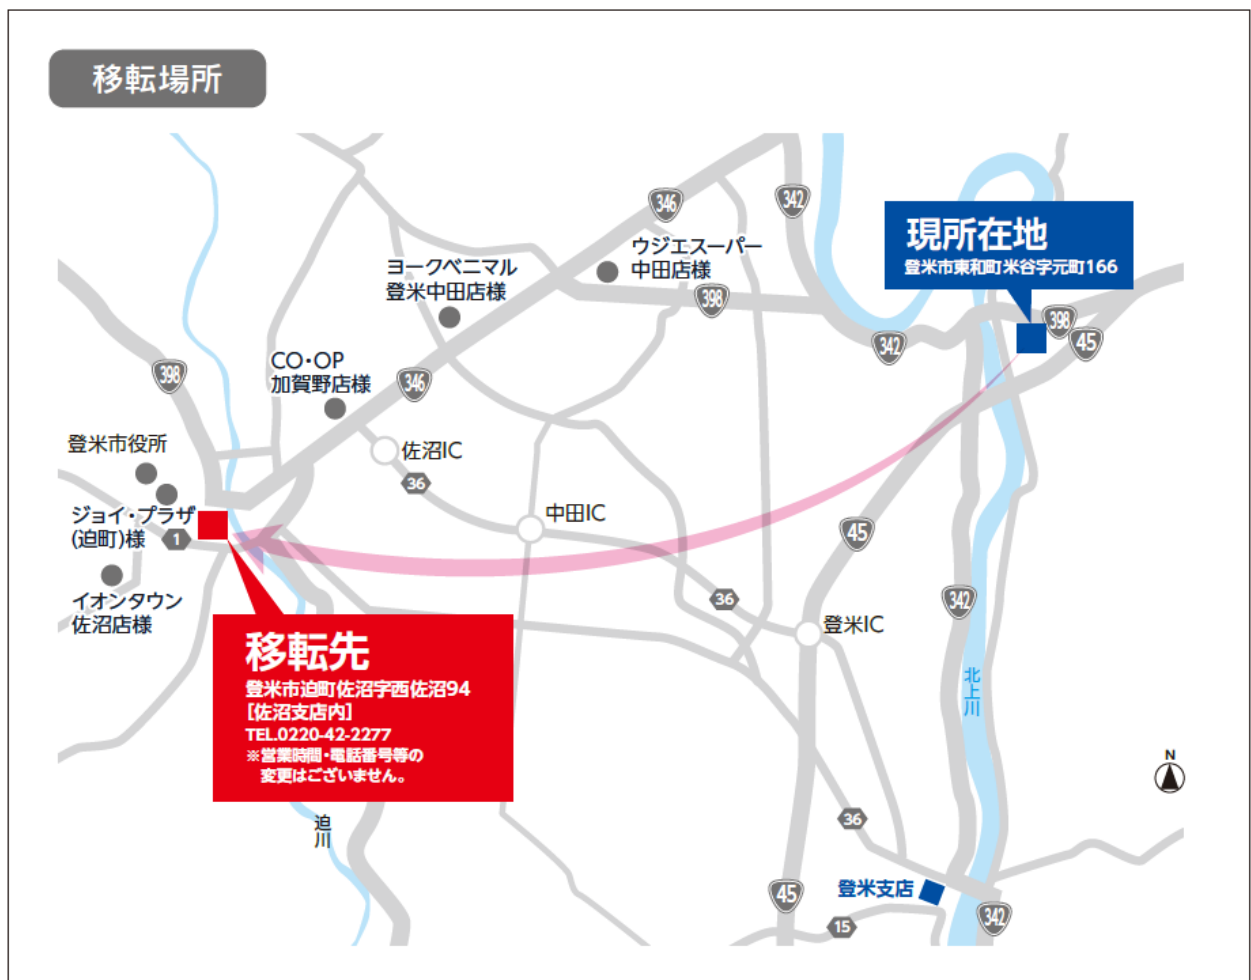 移転場所
346
342
現所在地
登米市東和町米谷字元町166
ウジエスーパー
中田店様
ヨークベニマル
登米中田店様
398
398
342
45
CO・OP
加賀野店様
398
346
登米市役所
佐沼IC
36
ジョイ・プラザ
(迫町)様
1
中田IC
45
イオンタウン
佐沼店様
36
342
登米IC
移転先
登米市迫町佐沼字西佐沼94
［佐沼支店内］
TEL.0220-42-2277
※営業時間・電話番号等の
変更はございません。
北上川
N
迫川
36
登米支店
45
15
342